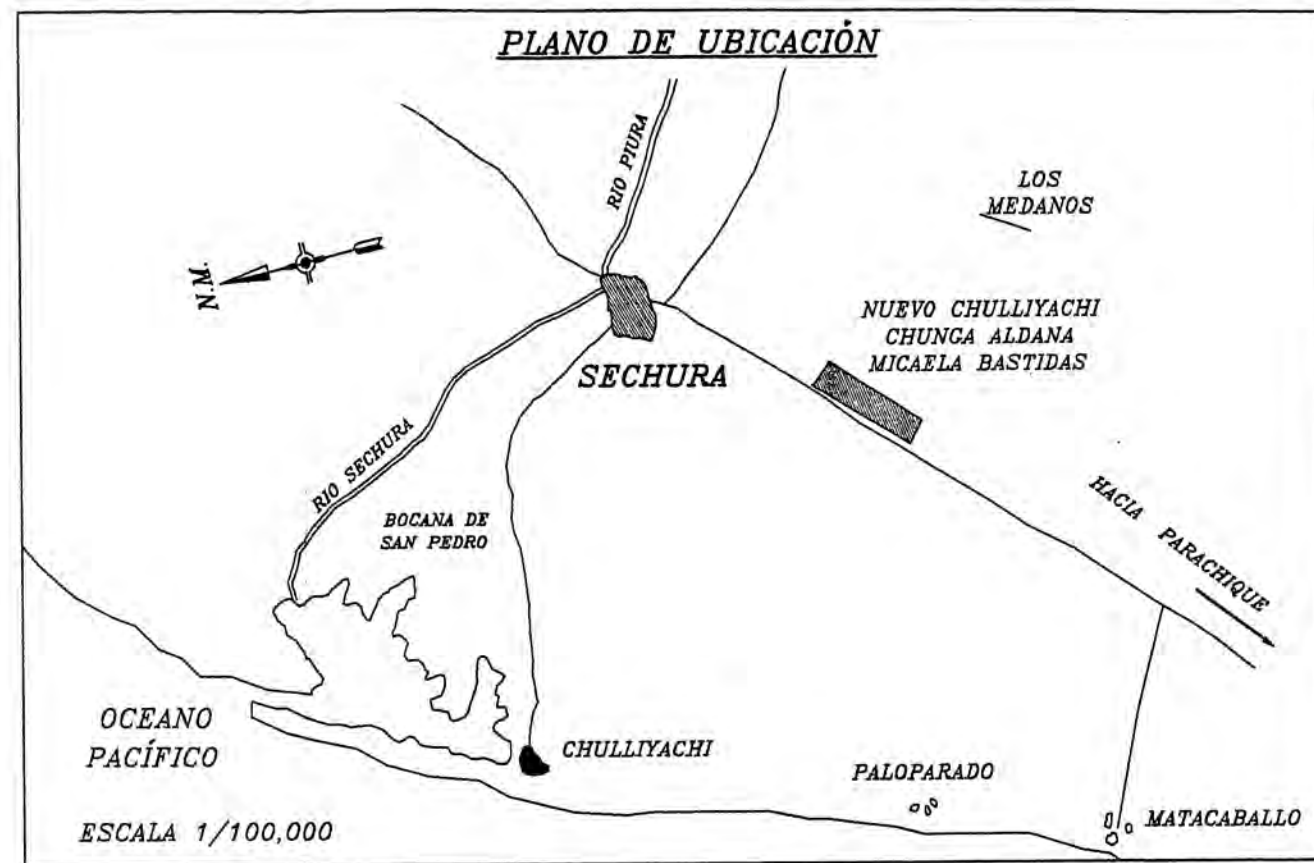 PLANO DE UBICACIÓN
RIO PIURA
LOS
MEDANOS
N.M.
NUEVO CHULLIYACHI
CHUNGA ALDANA
MICAELA BASTIDAS
SECHURA
RIO SECHURA
BOCANA DE
SAN PEDRO
HACIA PARACHIQUE
OCEANO
PACÍFICO
CHULLIYACHI
PALOPARADO
MATACABALLO
ESCALA 1/100,000